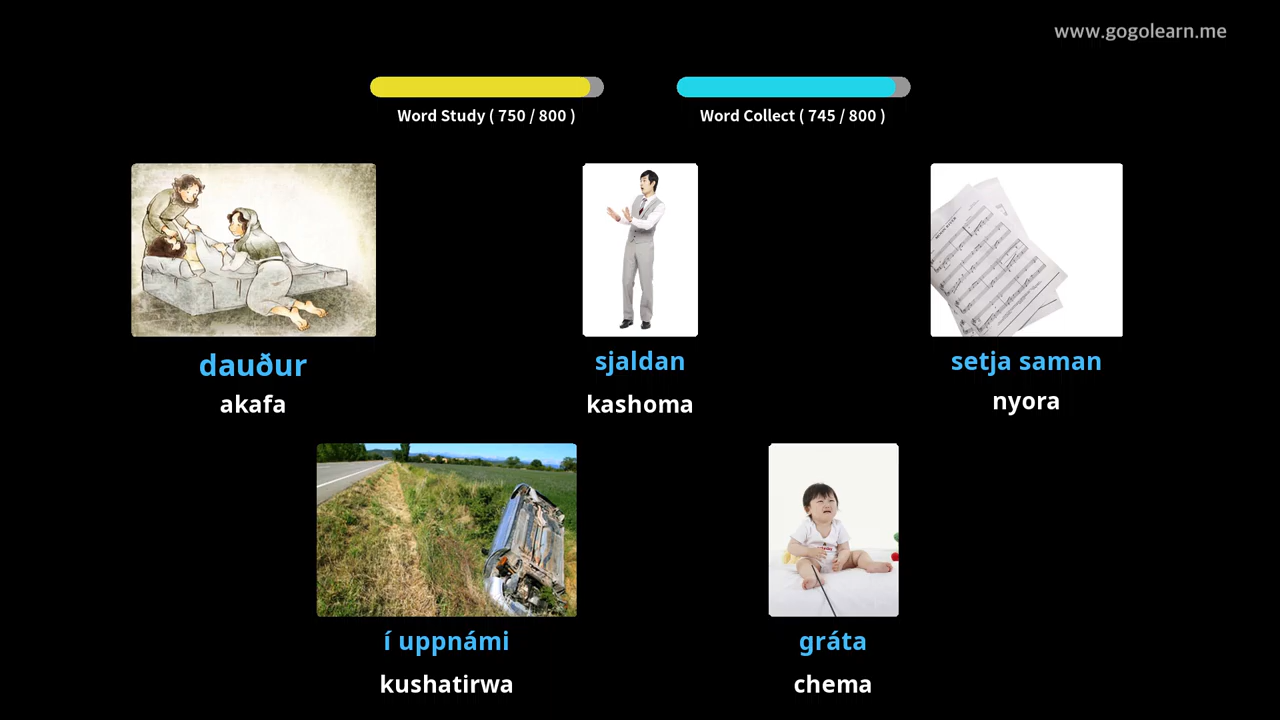 www.gogolearn.me
Word Study ( 750 / 800 )
Word Collect ( 745 / 800 )
dauður
akafa
sjaldan
kashoma
setja saman
nyora
í uppnámi
kushatirwa
gráta
chema